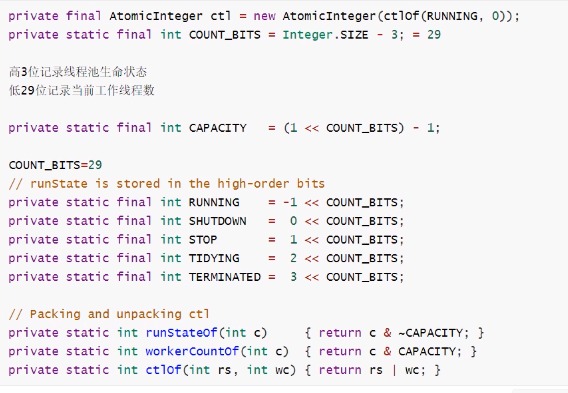 private final AtomicInteger ctl = new AtomicInteger(ctlOf(RUNNING, 0));
private static final int COUNT_BITS = Integer.SIZE - 3; = 29
高3位记录线程池生命状态
低29位记录当前工作线程数
private static final int CAPACITY   = (1 << COUNT_BITS) - 1;
COUNT_BITS=29
// runState is stored in the high-order bits
private static final int RUNNING    = -1 << COUNT_BITS;
private static final int SHUTDOWN   =  0 << COUNT_BITS;
private static final int STOP       =  1 << COUNT_BITS;
private static final int TIDYING    =  2 << COUNT_BITS;
private static final int TERMINATED =  3 << COUNT_BITS;
// Packing and unpacking ctl
private static int runStateOf(int c)     { return c & ~CAPACITY; }
private static int workerCountOf(int c)  { return c & CAPACITY; }
private static int ctlOf(int rs, int wc) { return rs | wc; }